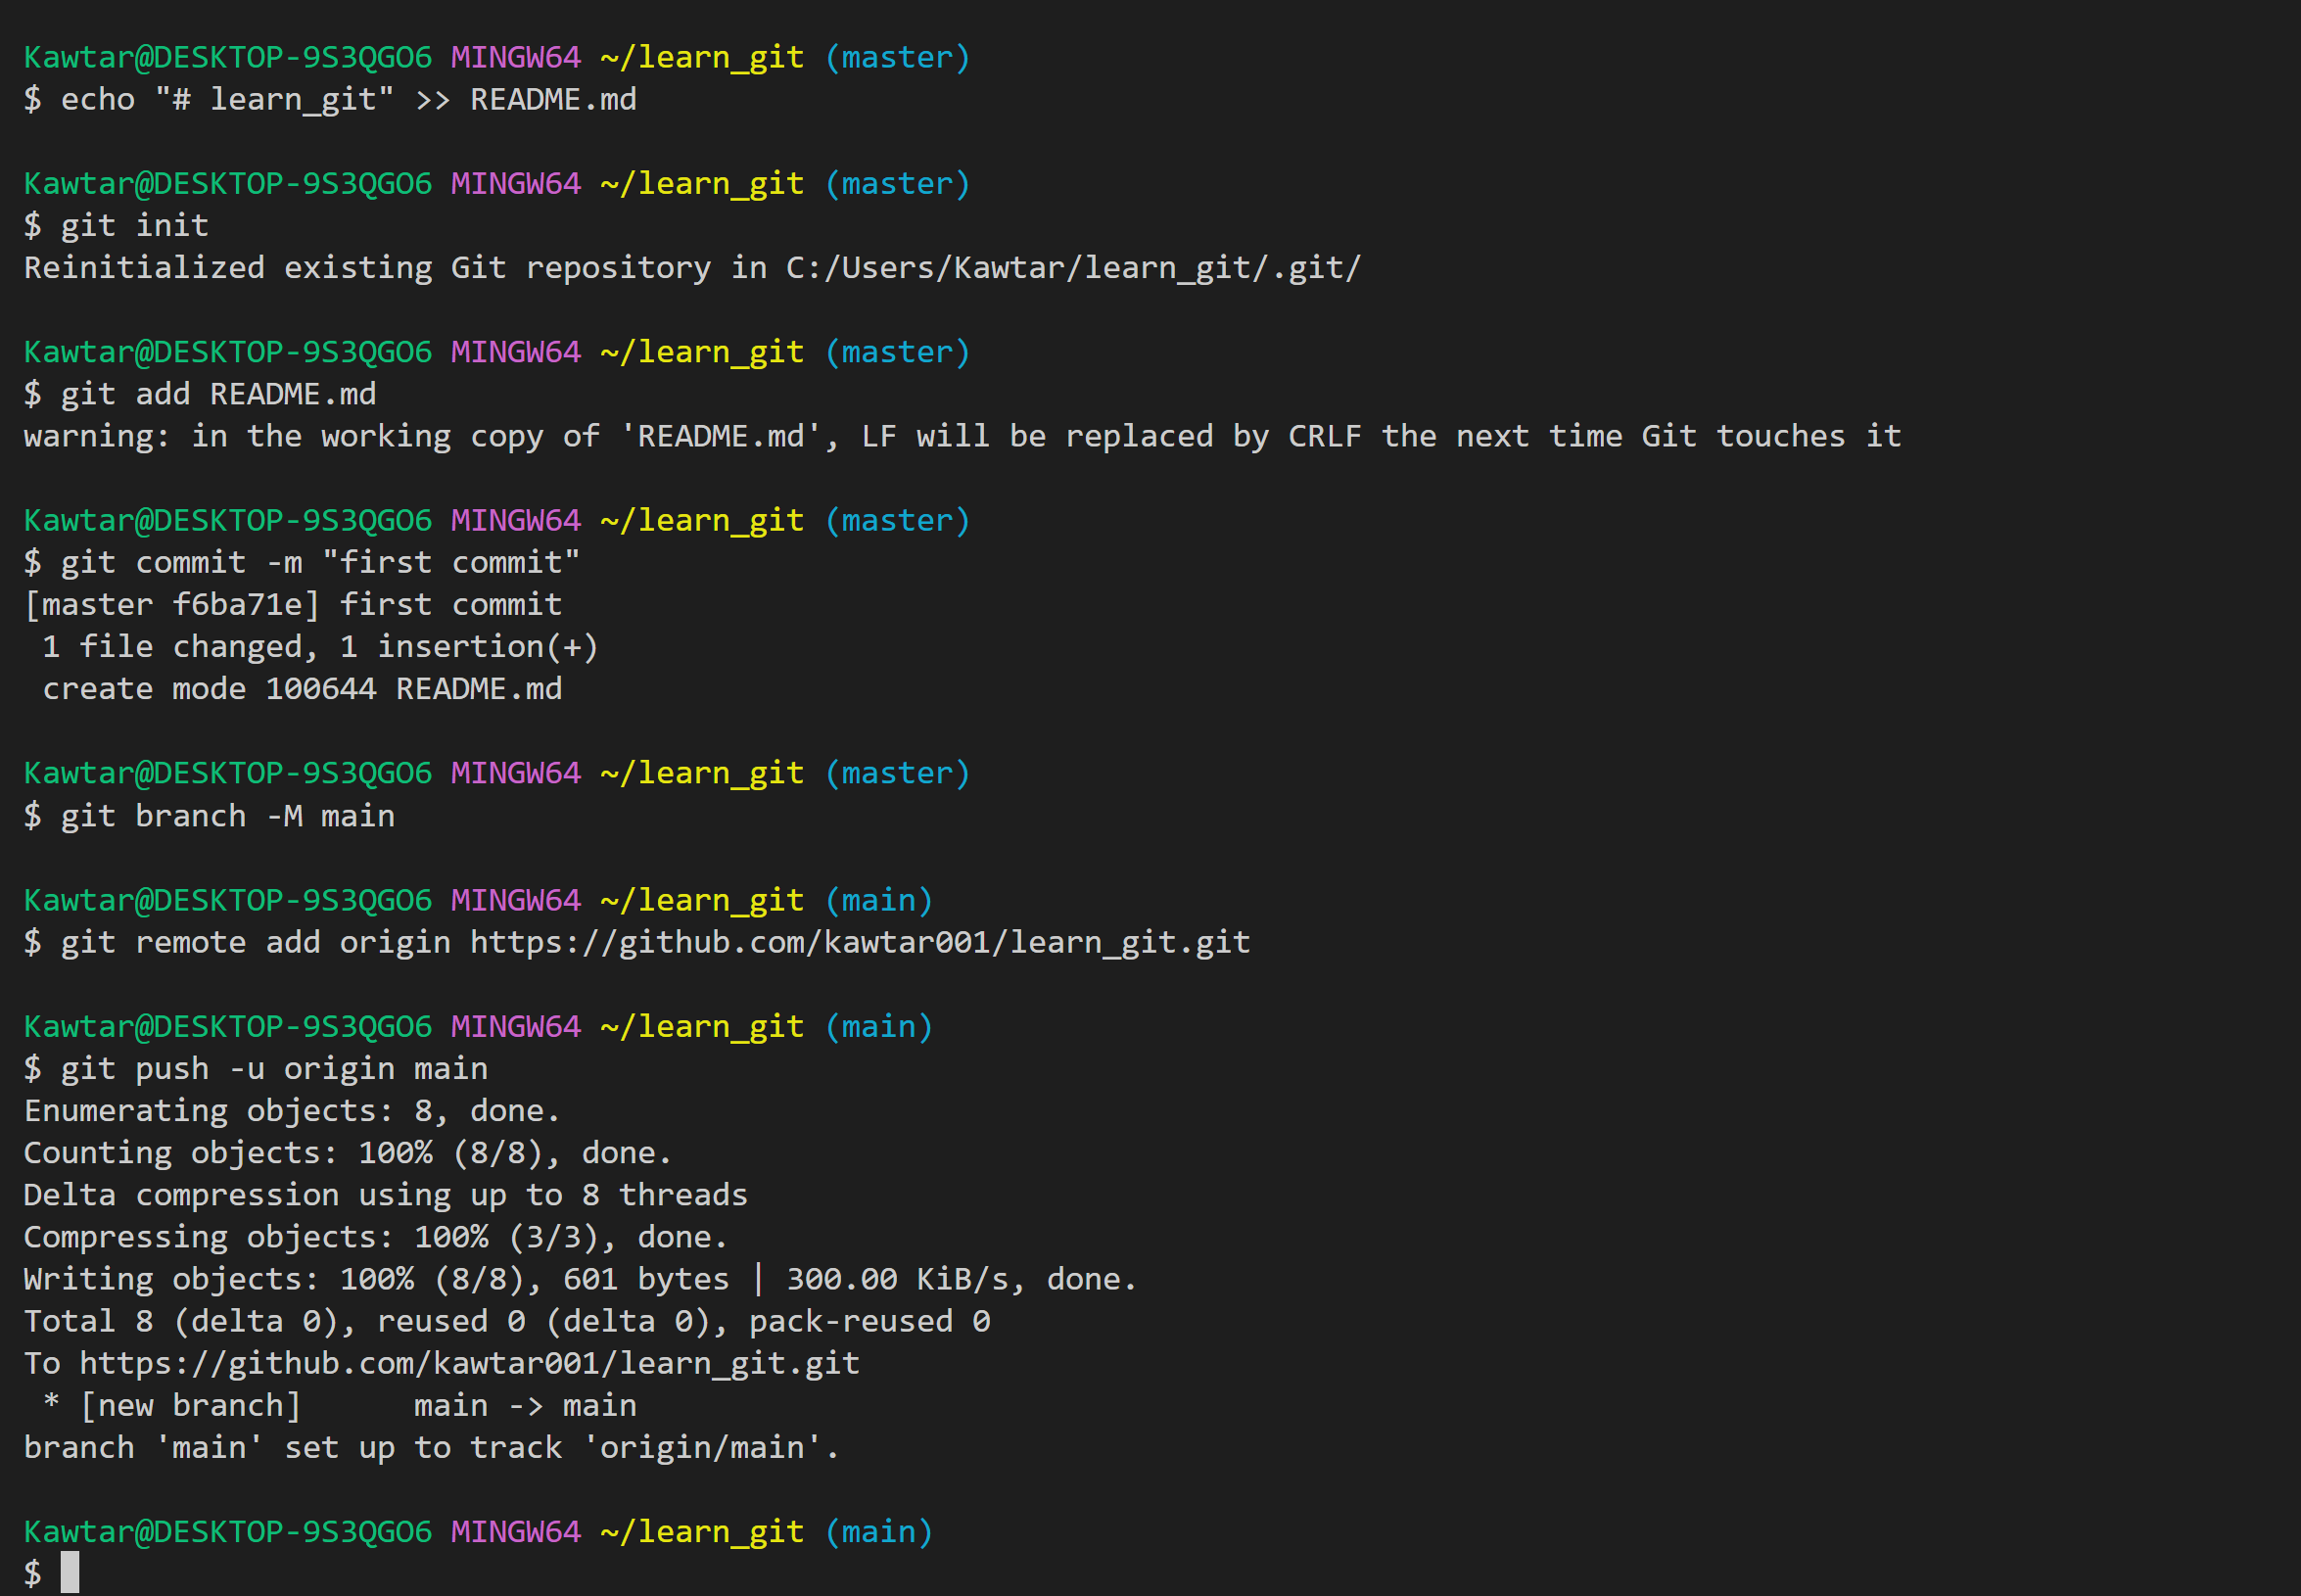 Kawtar@DESKTOP-9S3QGO6 MINGW64 ~/learn_git (master)
$ echo "# learn_git" >> README.md
Kawtar@DESKTOP-9S3QGO6 MINGW64 ~/learn_git (master)
$ git init
Reinitialized existing Git repository in C:/Users/Kawtar/learn_git/.git/
Kawtar@DESKTOP-9S3QGO6 MINGW64 ~/learn_git (master)
$ git add README.md
warning: in the working copy of 'README.md', LF will be replaced by CRLF the next time Git touches it
Kawtar@DESKTOP-9S3QGO6 MINGW64 ~/learn_git (master)
$ git commit -m "first commit"
[master f6ba71e] first commit
 1 file changed, 1 insertion(+)
 create mode 100644 README.md
Kawtar@DESKTOP-9S3QGO6 MINGW64 ~/learn_git (master)
$ git branch -M main
Kawtar@DESKTOP-9S3QGO6 MINGW64 ~/learn_git (main)
$ git remote add origin https://github.com/kawtar001/learn_git.git
Kawtar@DESKTOP-9S3QGO6 MINGW64 ~/learn_git (main)
$ git push -u origin main
Enumerating objects: 8, done.
Counting objects: 100% (8/8), done.
Delta compression using up to 8 threads
Compressing objects: 100% (3/3), done.
Writing objects: 100% (8/8), 601 bytes | 300.00 KiB/s, done.
Total 8 (delta 0), reused 0 (delta 0), pack-reused 0
To https://github.com/kawtar001/learn_git.git
 * [new branch]      main -> main
branch 'main' set up to track 'origin/main'.
Kawtar@DESKTOP-9S3QGO6 MINGW64 ~/learn_git (main)
$